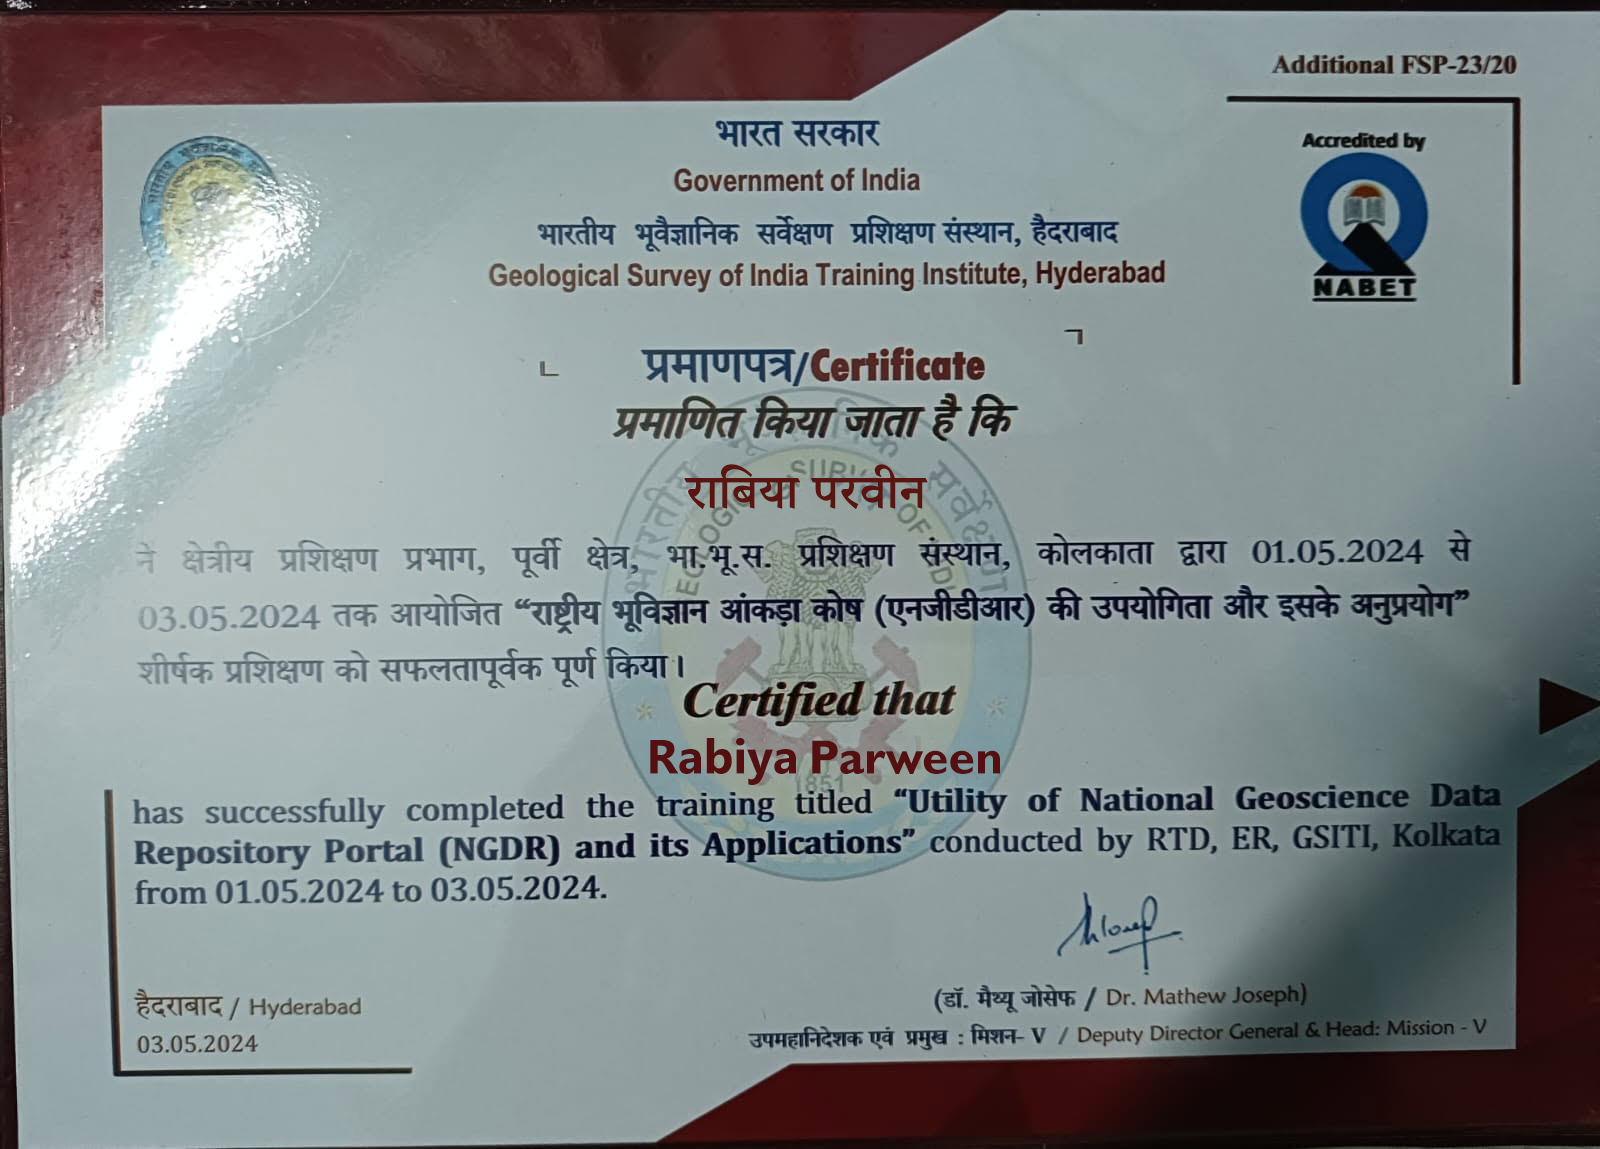 Additional FSP-23/20
Accredited by
NABET
भारत सरकार
Government of India
भारतीय भूवैज्ञानिक सर्वेक्षण प्रशिक्षण संस्थान, हैदराबाद
Geological Survey of India Training Institute, Hyderabad
प्रमाणपत्र/Certificate
प्रमाणित किया जाता है कि
राबिया परवीन
ने क्षेत्रीय प्रशिक्षण प्रभाग, पूर्वी क्षेत्र, भा.भू.स. प्रशिक्षण संस्थान, कोलकाता द्वारा 01.05.2024 से
03.05.2024 तक आयोजित “राष्ट्रीय भूविज्ञान आंकड़ा कोष (एनजीडीआर) की उपयोगिता और इसके अनुप्रयोग”
शीर्षक प्रशिक्षण को सफलतापूर्वक पूर्ण किया।
Certified that
Rabiya Parween
1851
has successfully completed the training titled “Utility of National Geoscience Data
Repository Portal (NGDR) and its Applications” conducted by RTD, ER, GSITI, Kolkata
from 01.05.2024 to 03.05.2024.
हैदराबाद / Hyderabad
03.05.2024
(डॉ. मैथ्यू जोसेफ / Dr. Mathew Joseph)
उपमहानिदेशक एवं प्रमुख : मिशन- V / Deputy Director General & Head: Mission - V